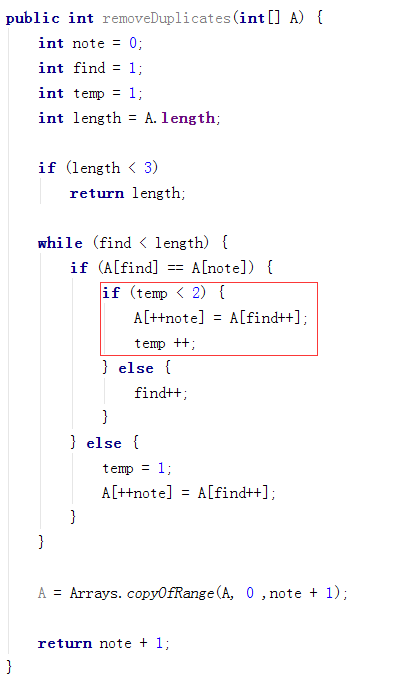 public int removeDuplicates(int[] A) {
    int note = 0;
    int find = 1;
    int temp = 1;
    int length = A.length;

    if (length < 3)
        return length;

    while (find < length) {
        if (A[find] == A[note]) {
            if (temp < 2) {
                A[++note] = A[find++];
                temp ++;
            } else {
                find++;
            }
        } else {
            temp = 1;
            A[++note] = A[find++];
        }
    }

    A = Arrays.copyOfRange(A, 0 ,note + 1);

    return note + 1;
}